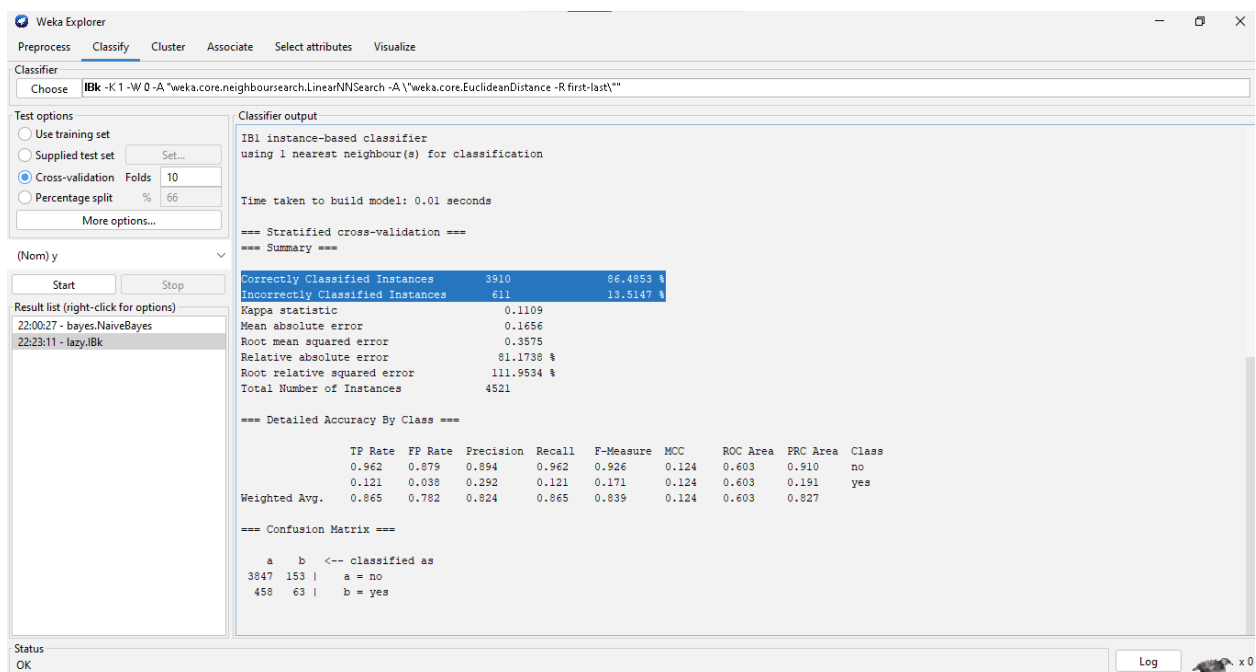 Weka Explorer
Preprocess Classify Cluster Associate Select attributes Visualize
Classifier
Choose IBk -K 1 -W 0 -A "weka.core.neighboursearch.LinearNNSearch -A \"weka.core.EuclideanDistance -R first-last\""
Test options
Use training set
Supplied test set Set...
Cross-validation Folds 10
Percentage split % 66
More options...
(Nom) y
Start Stop
Result list (right-click for options)
22:00:27 - bayes.NaiveBayes
22:23:11 - lazy.IBk
Classifier output
IB1 instance-based classifier
using 1 nearest neighbour(s) for classification
Time taken to build model: 0.01 seconds
=== Stratified cross-validation ===
=== Summary ===
Correctly Classified Instances 3910 86.4853 %
Incorrectly Classified Instances 611 13.5147 %
Kappa statistic 0.1109
Mean absolute error 0.1656
Root mean squared error 0.3575
Relative absolute error 81.1738 %
Root relative squared error 111.9534 %
Total Number of Instances 4521
=== Detailed Accuracy By Class ===
TP Rate FP Rate Precision Recall F-Measure MCC ROC Area PRC Area Class
0.962 0.879 0.894 0.962 0.926 0.124 0.603 0.910 no
0.121 0.038 0.292 0.121 0.171 0.124 0.603 0.191 yes
Weighted Avg. 0.865 0.782 0.824 0.865 0.839 0.124 0.603 0.827
=== Confusion Matrix ===
a b <-- classified as
3847 153 | a = no
458 63 | b = yes
Status
OK
Log x 0